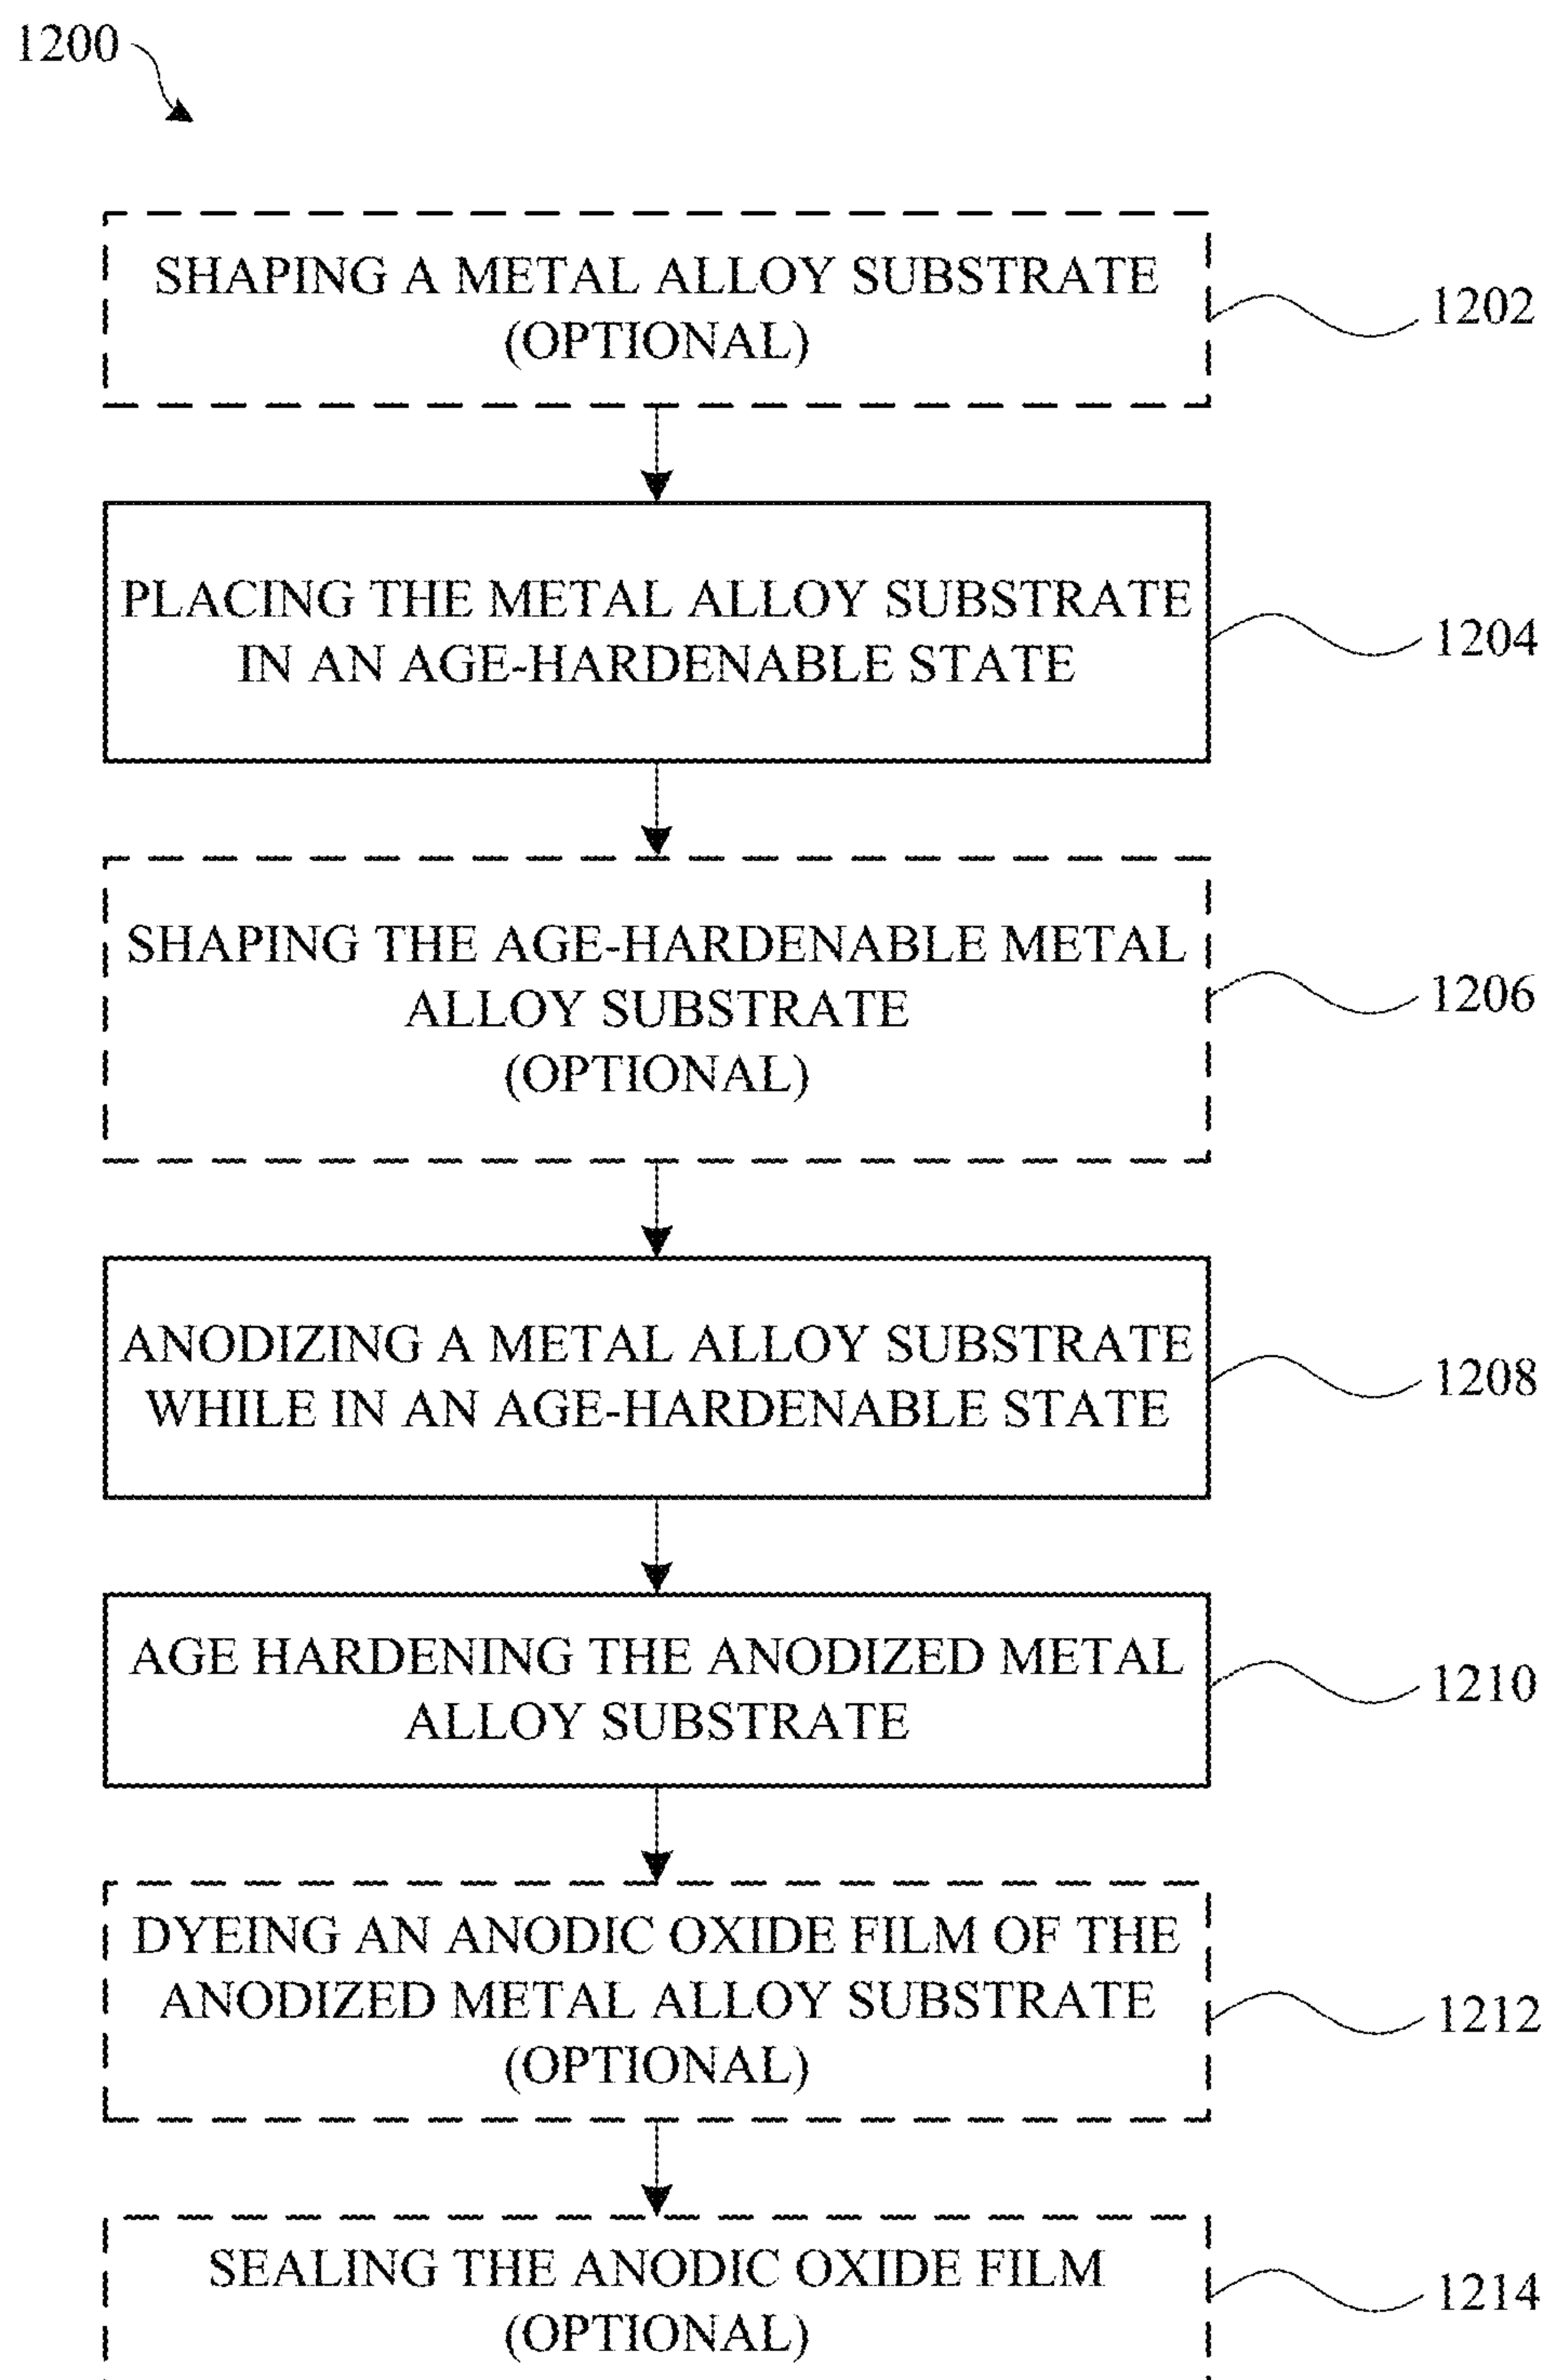 1200
SHAPING A METAL ALLOY SUBSTRATE
(OPTIONAL)
1202
PLACING THE METAL ALLOY SUBSTRATE
IN AN AGE-HARDENABLE STATE
1204
SHAPING THE AGE-HARDENABLE METAL
ALLOY SUBSTRATE
(OPTIONAL)
1206
ANODIZING A METAL ALLOY SUBSTRATE
WHILE IN AN AGE-HARDENABLE STATE
1208
AGE HARDENING THE ANODIZED METAL
ALLOY SUBSTRATE
1210
DYEING AN ANODIC OXIDE FILM OF THE
ANODIZED METAL ALLOY SUBSTRATE
(OPTIONAL)
1212
SEALING THE ANODIC OXIDE FILM
(OPTIONAL)
1214